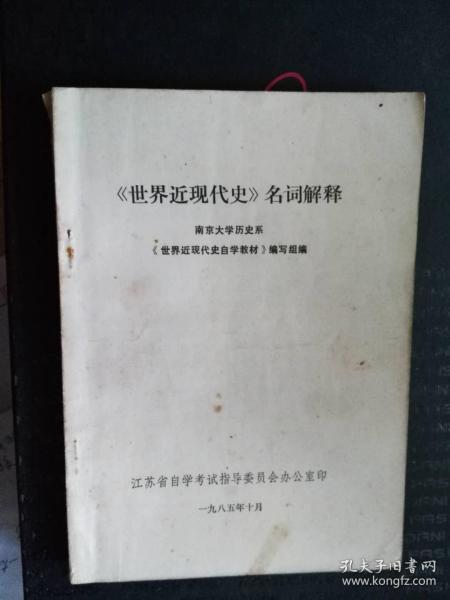 《世界近现代史》名词解释
南京大学历史系
《世界近现代史自学教材》编写组编
江苏省自学考试指导委员会办公室印
一九八五年十月
孔夫子旧书网
www.kongfz.com